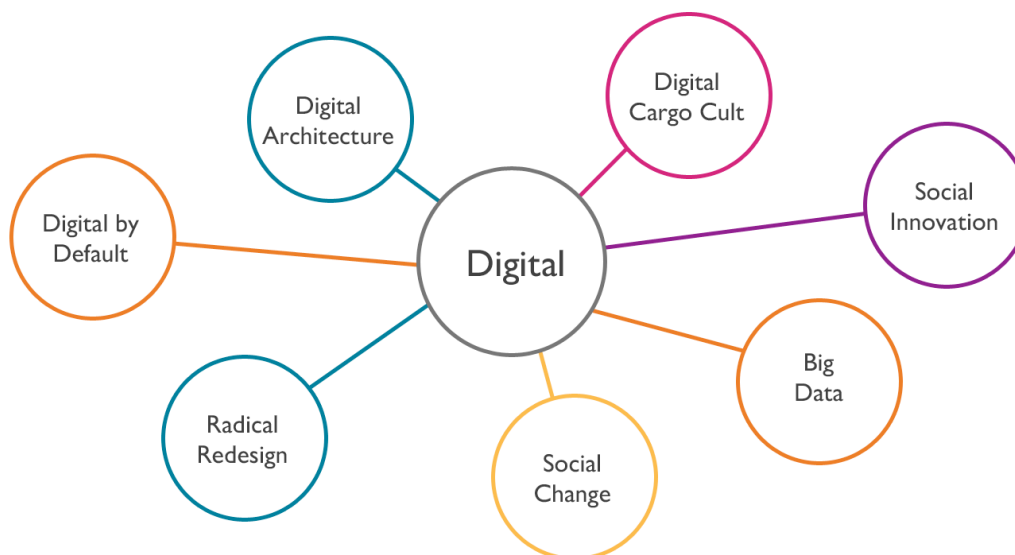 Digital
Architecture
Digital
Cargo Cult
Social
Innovation
Digital by
Default
Digital
Big
Data
Radical
Redesign
Social
Change